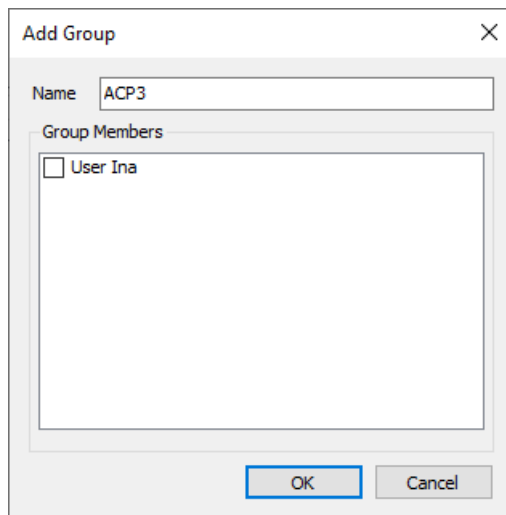 Add Group
Name ACP3
Group Members
User Ina
OK Cancel